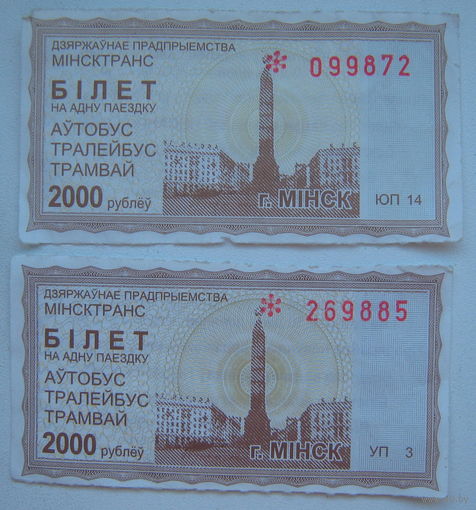 ДЗЯРЖАЎНАЕ ПРАДПРЫЕМСТВА
МІНСКТРАНС
099872
БІЛЕТ
НА АДНУ ПАЕЗДКУ
АЎТОБУС
ТРАЛЕЙБУС
ТРАМВАЙ
2000 рублёў
г. МІНСК
ЮП 14
ДЗЯРЖАЎНАЕ ПРАДПРЫЕМСТВА
МІНСКТРАНС
269885
БІЛЕТ
НА АДНУ ПАЕЗДКУ
АЎТОБУС
ТРАЛЕЙБУС
ТРАМВАЙ
2000 рублёў
г. МІНСК
УП 3